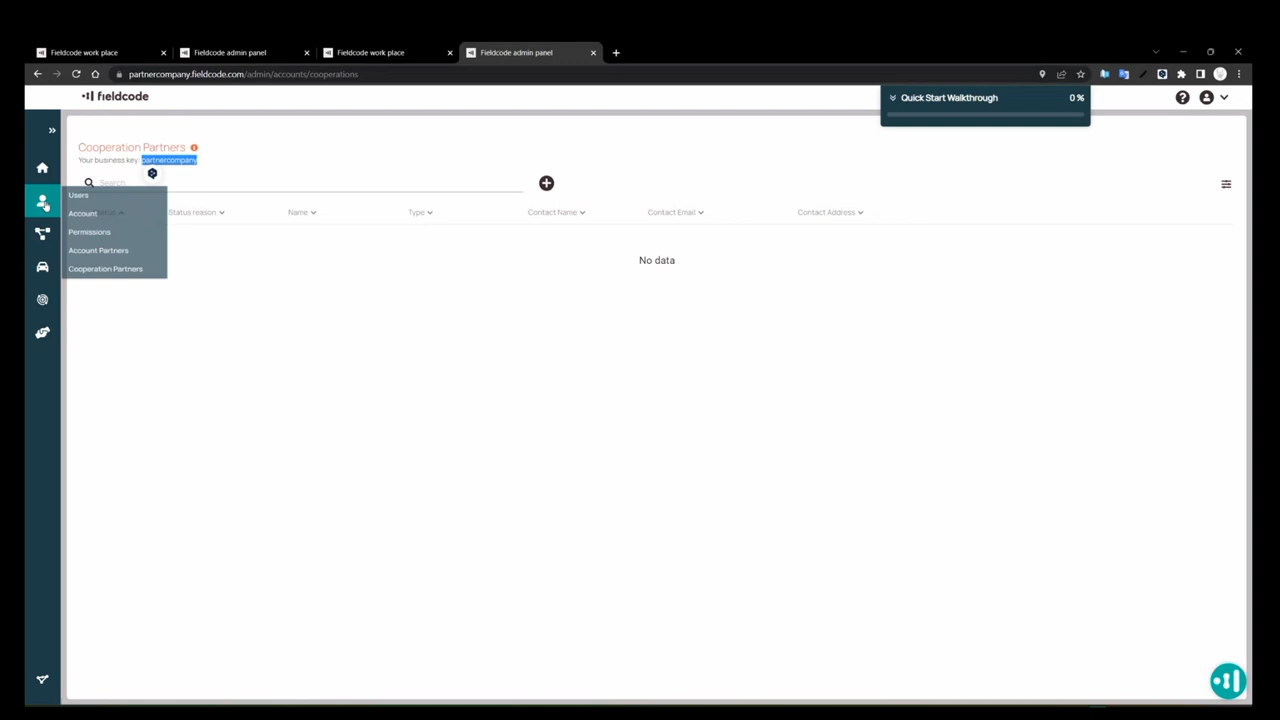 Fieldcode work place
Fieldcode admin panel
Fieldcode work place
Fieldcode admin panel
partnercompany.fieldcode.com/admin/accounts/cooperations
fieldcode
Quick Start Walkthrough 0 %
Cooperation Partners
Your business key: partnercompany
Search
Users
Account
Status reason
Name
Type
Contact Name
Contact Email
Contact Address
Permissions
Account Partners
Cooperation Partners
No data